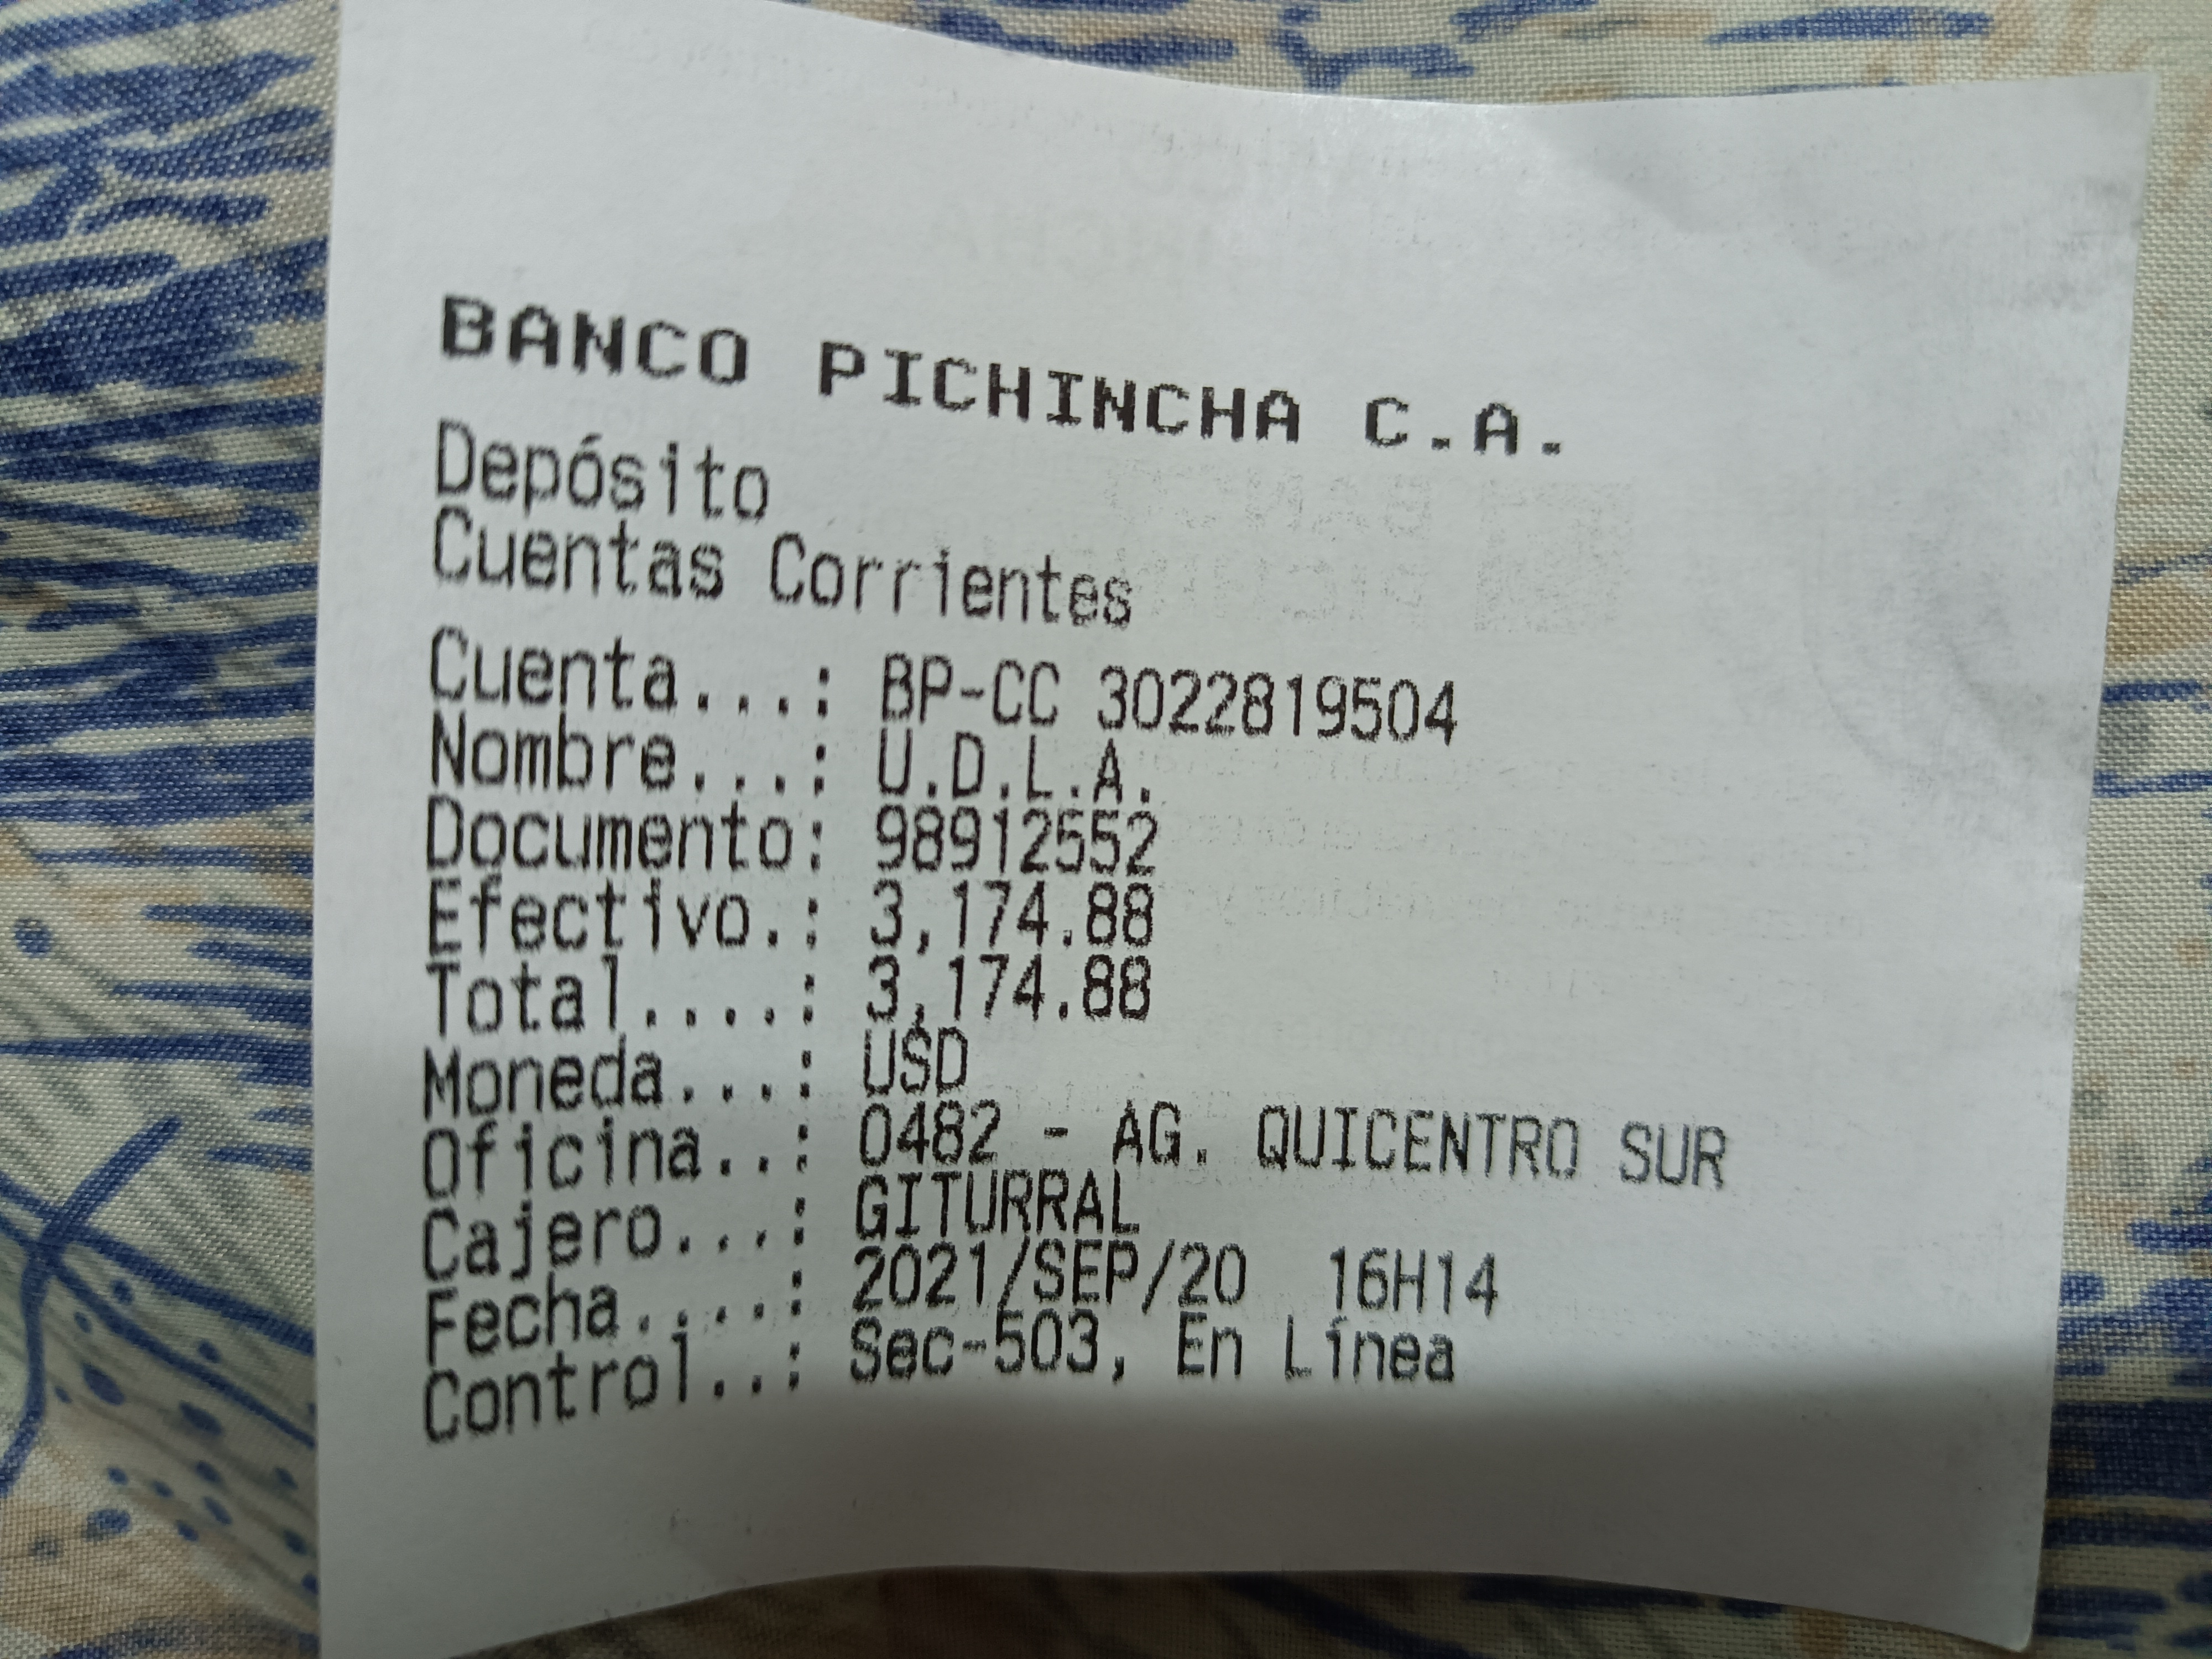 BANCO PICHINCHA C.A.
Depósito
Cuentas Corrientes
Cuenta...: BP-CC 3022819504
Nombre...: U.D.L.A.
Documento: 98912552
Efectivo.: 3,174.88
Total....: 3,174.88
Moneda...: USD
Oficina..: 0482 - AG. QUICENTRO SUR
Cajero...: GITURRAL
Fecha....: 2021/SEP/20 16H14
Control..: Sec-503, En Línea